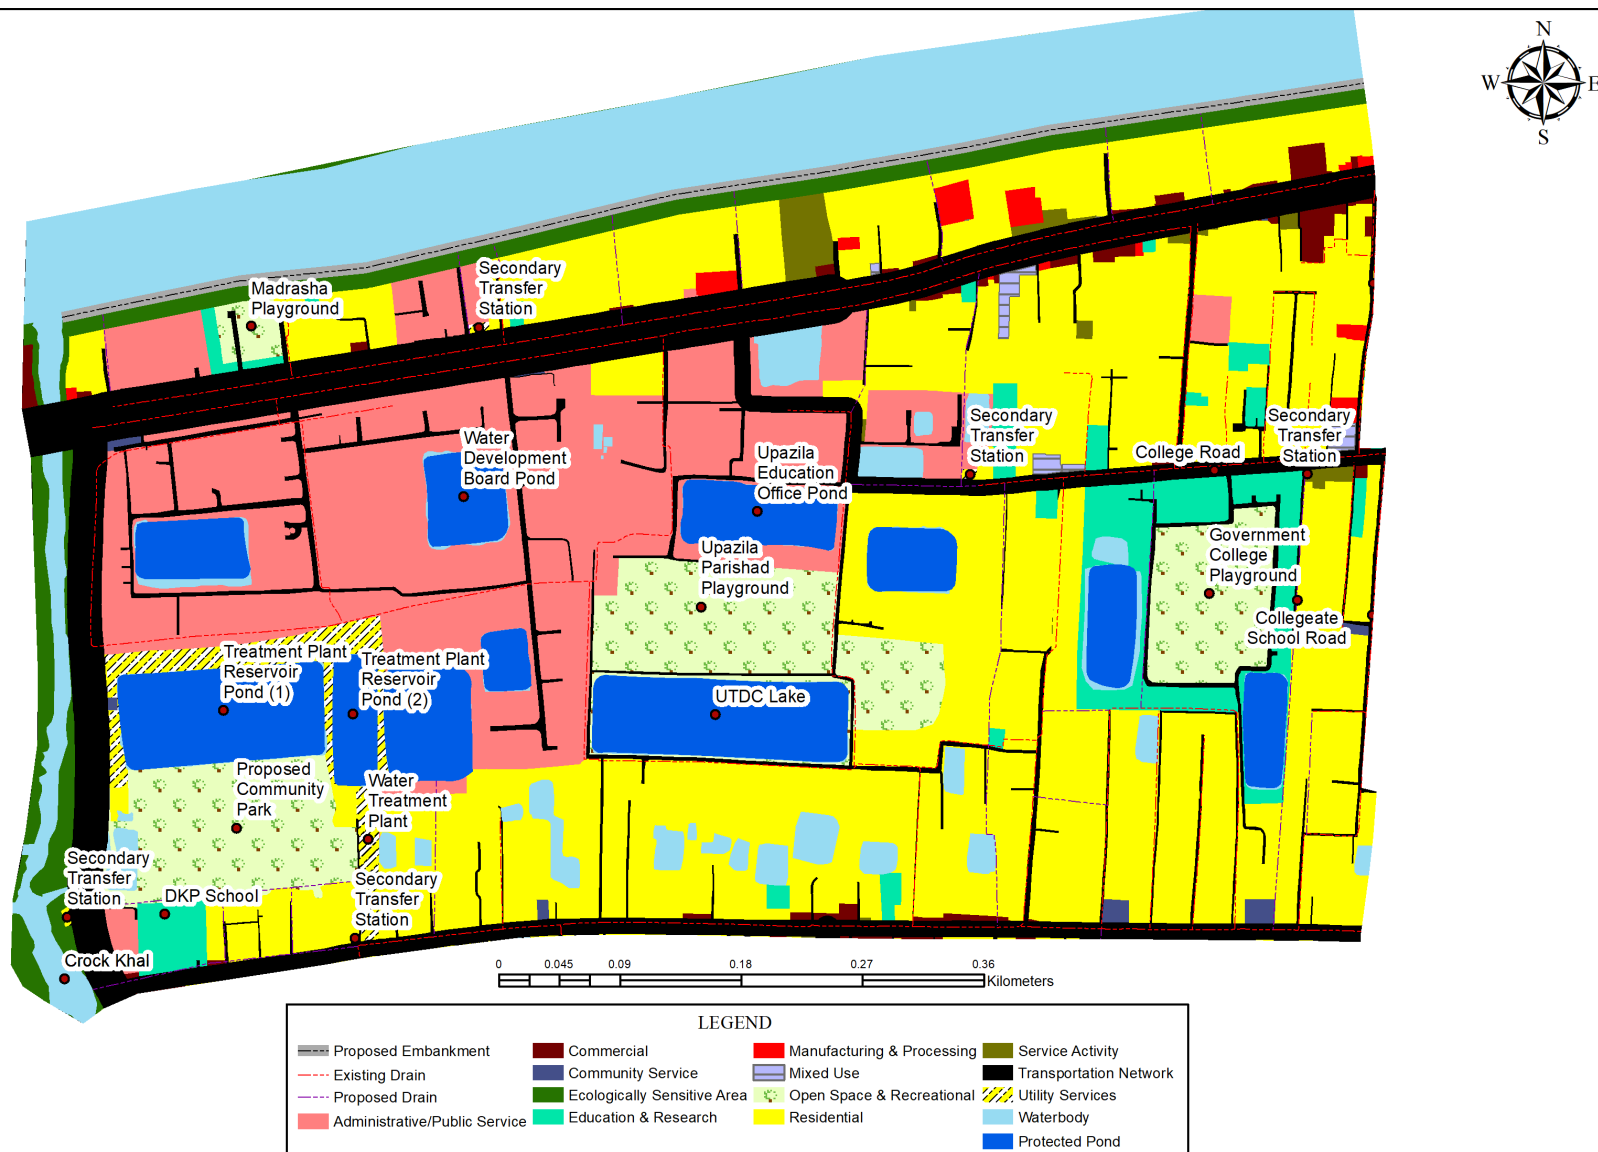 N
W
E
S
Madrasha
Playground
Secondary
Transfer
Station
Water
Development
Board Pond
Upazila
Education
Office Pond
Secondary
Transfer
Station
College Road
Secondary
Transfer
Station
Upazila
Parishad
Playground
Government
College
Playground
Collegeate
School Road
Treatment Plant
Reservoir
Pond (1)
Treatment Plant
Reservoir
Pond (2)
UTDC Lake
Proposed
Community
Park
Water
Treatment
Plant
Secondary
Transfer
Station
DKP School
Secondary
Transfer
Station
Crock Khal
0 0.045 0.09 0.18 0.27 0.36
Kilometers
LEGEND
Proposed Embankment
Existing Drain
Proposed Drain
Administrative/Public Service
Commercial
Community Service
Ecologically Sensitive Area
Education & Research
Manufacturing & Processing
Mixed Use
Open Space & Recreational
Residential
Service Activity
Transportation Network
Utility Services
Waterbody
Protected Pond